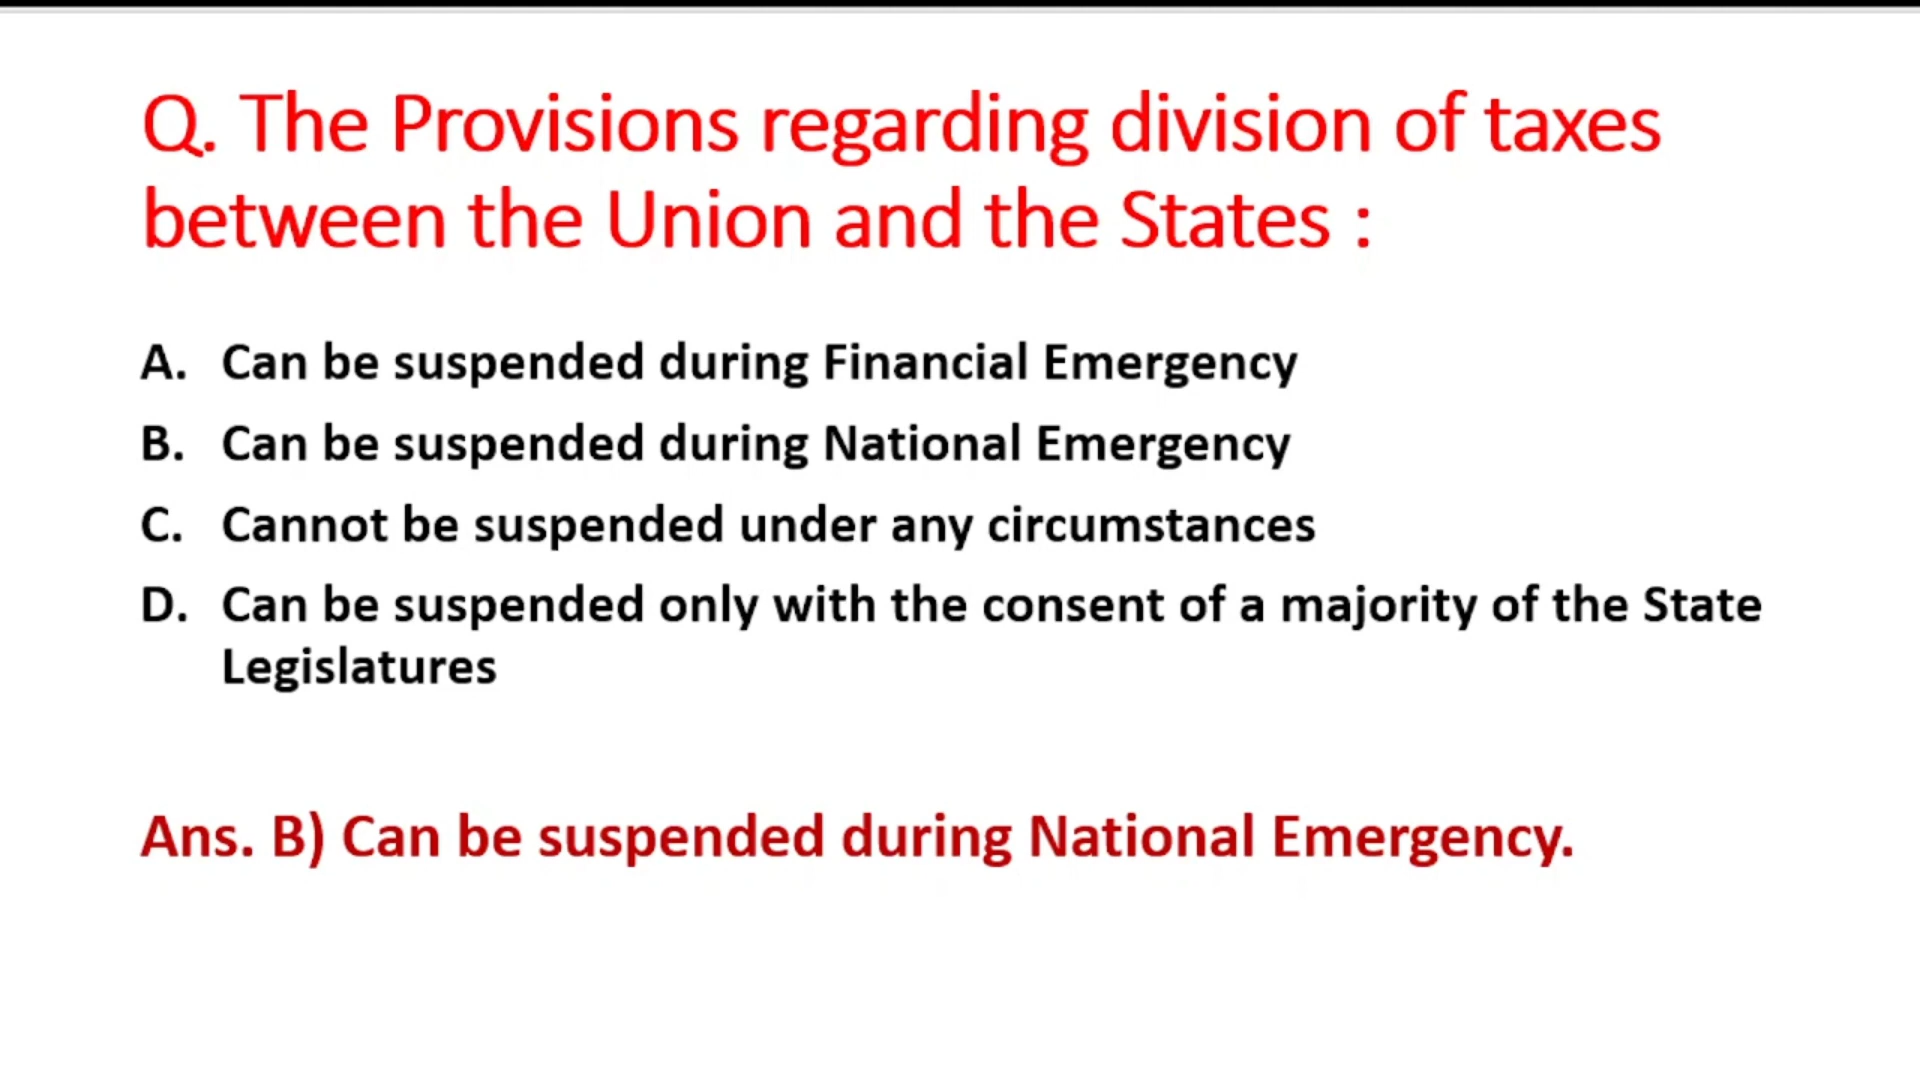 Q. The Provisions regarding division of taxes
between the Union and the States :
A. Can be suspended during Financial Emergency
B. Can be suspended during National Emergency
C. Cannot be suspended under any circumstances
D. Can be suspended only with the consent of a majority of the State
Legislatures
Ans. B) Can be suspended during National Emergency.